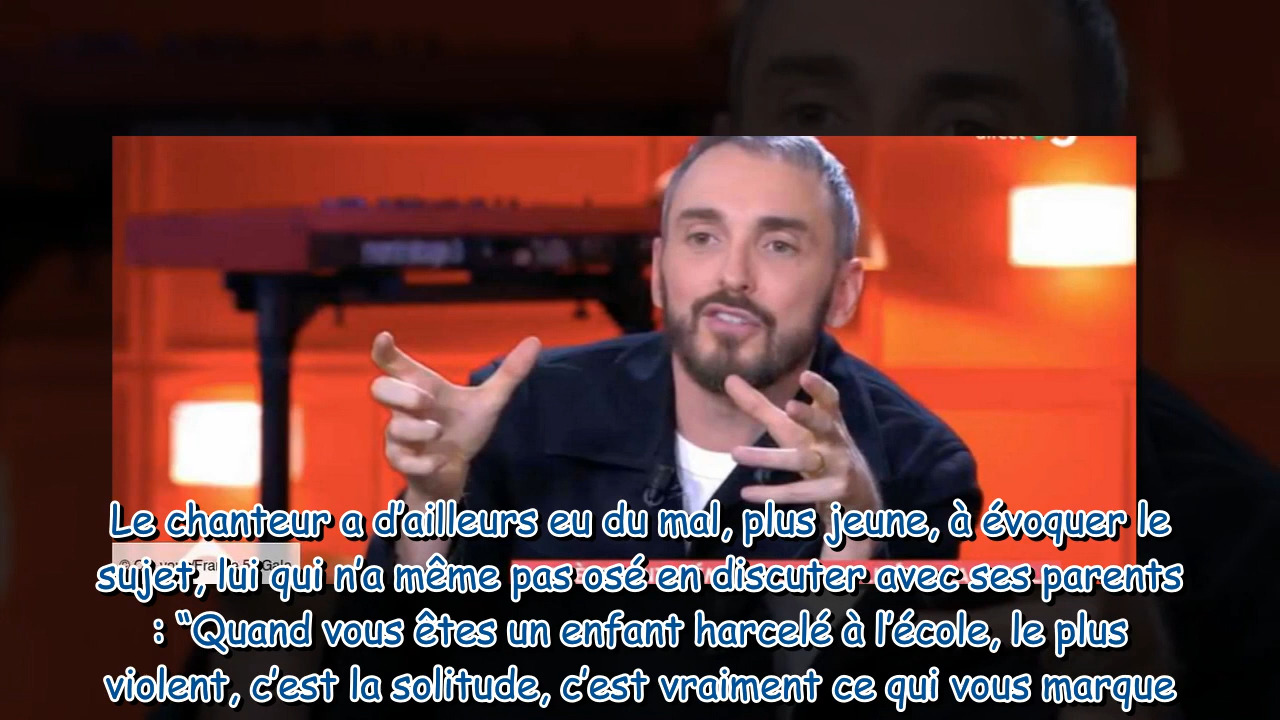 direct
Le chanteur a d’ailleurs eu du mal, plus jeune, à évoquer le
sujet, lui qui n’a même pas osé en discuter avec ses parents
: “Quand vous êtes un enfant harcelé à l’école, le plus
violent, c’est la solitude, c’est vraiment ce qui vous marque